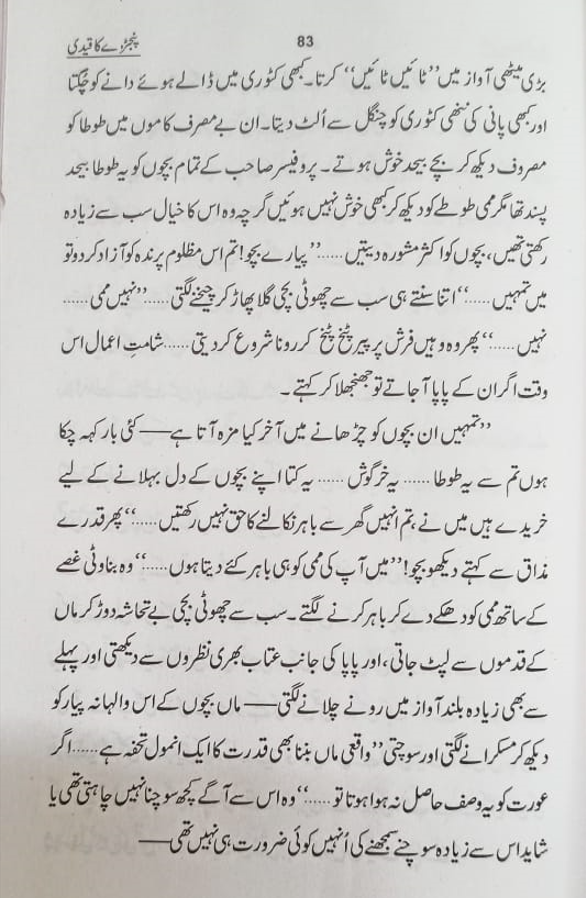 پنجرے کا قیدی
83
بڑی میٹھی آواز میں ”ٹائیں ٹائیں“ کرتا۔ کبھی کٹوری میں ڈالے ہوئے دانے کو چگتا
اور کبھی پانی کی ننھی کٹوری کو چنگل سے اُلٹ دیتا۔ ان بے مصرف کاموں میں طوطا کو
مصروف دیکھ کر بچے بیحد خوش ہوتے۔ پروفیسر صاحب کے تمام بچوں کو یہ طوطا بیحد
پسند تھا مگر ممی طوطے کو دیکھ کر کبھی خوش نہیں ہوئیں گرچہ وہ اس کا خیال سب سے زیادہ
رکھتی تھیں، بچوں کو اکثر مشورہ دیتیں......”پیارے بچو! تم اس مظلوم پرندہ کو آزاد کر دو تو
میں تمہیں......“ اتنا سنتے ہی سب سے چھوٹی بچی گلا پھاڑ کر چیخنے لگتی......”نہیں ممی......
نہیں......“ پھر وہ وہیں فرش پر پیر پٹخ پٹخ کر رونا شروع کر دیتی......شامتِ اعمال اس
وقت اگر ان کے پاپا آ جاتے تو جھنجھلا کر کہتے۔
”تمہیں ان بچوں کو چڑھانے میں آخر کیا مزہ آتا ہے — کئی بار کہہ چکا
ہوں تم سے یہ طوطا...... یہ خرگوش...... یہ کتا اپنے بچوں کے دل بہلانے کے لیے
خریدے ہیں میں نے، تم انہیں گھر سے باہر نکالنے کا حق نہیں رکھتیں......“ پھر قدرے
مذاق سے کہتے دیکھو بچو! ”میں آپ کی ممی کو ہی باہر کئے دیتا ہوں......“ وہ بناوٹی غصے
کے ساتھ ممی کو دھکے دے کر باہر کرنے لگتے۔ سب سے چھوٹی بچی بے تحاشہ دوڑ کر ماں
کے قدموں سے لپٹ جاتی، اور پاپا کی جانب عتاب بھری نظروں سے دیکھتی اور پہلے
سے بھی زیادہ بلند آواز میں رونے چلانے لگتی — ماں بچوں کے اس والہانہ پیار کو
دیکھ کر مسکرانے لگتی اور سوچتی ”واقعی ماں بننا بھی قدرت کا ایک انمول تحفہ ہے......اگر
عورت کو یہ وصف حاصل نہ ہوا ہوتا تو......“ وہ اس سے آگے کچھ سوچنا نہیں چاہتی تھی یا
شاید اس سے زیادہ سوچنے سمجھنے کی اُنہیں کوئی ضرورت ہی نہیں تھی —